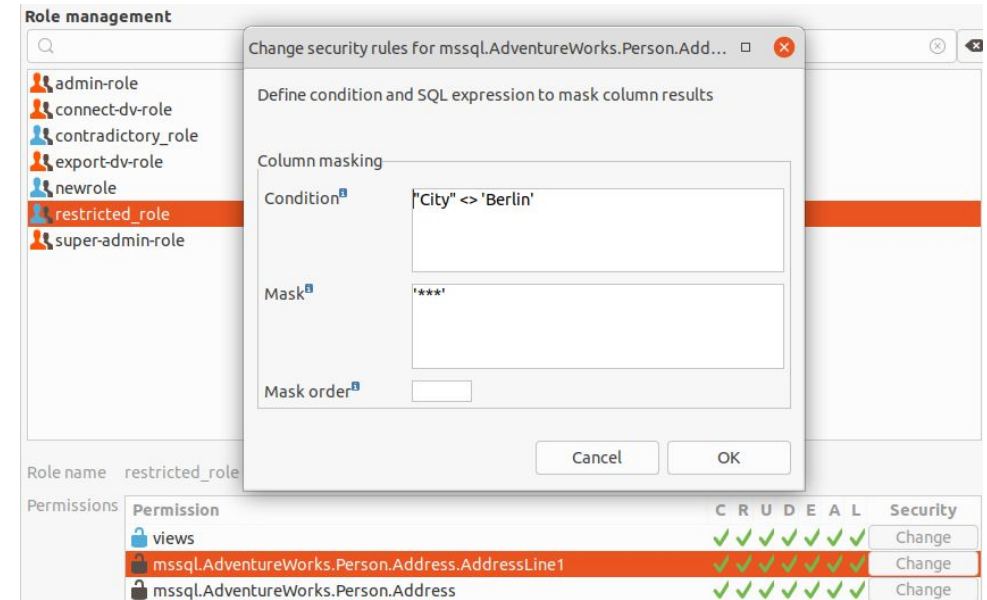 Role management
Change security rules for mssql.AdventureWorks.Person.Add...
Define condition and SQL expression to mask column results
Column masking
Condition
"City" <> 'Berlin'
Mask
'***'
Mask order
Cancel OK
admin-role
connect-dv-role
contradictory_role
export-dv-role
newrole
restricted_role
super-admin-role
Role name restricted_role
Permissions Permission C R U D E A L Security
views Change
mssql.AdventureWorks.Person.Address.AddressLine1 Change
mssql.AdventureWorks.Person.Address Change